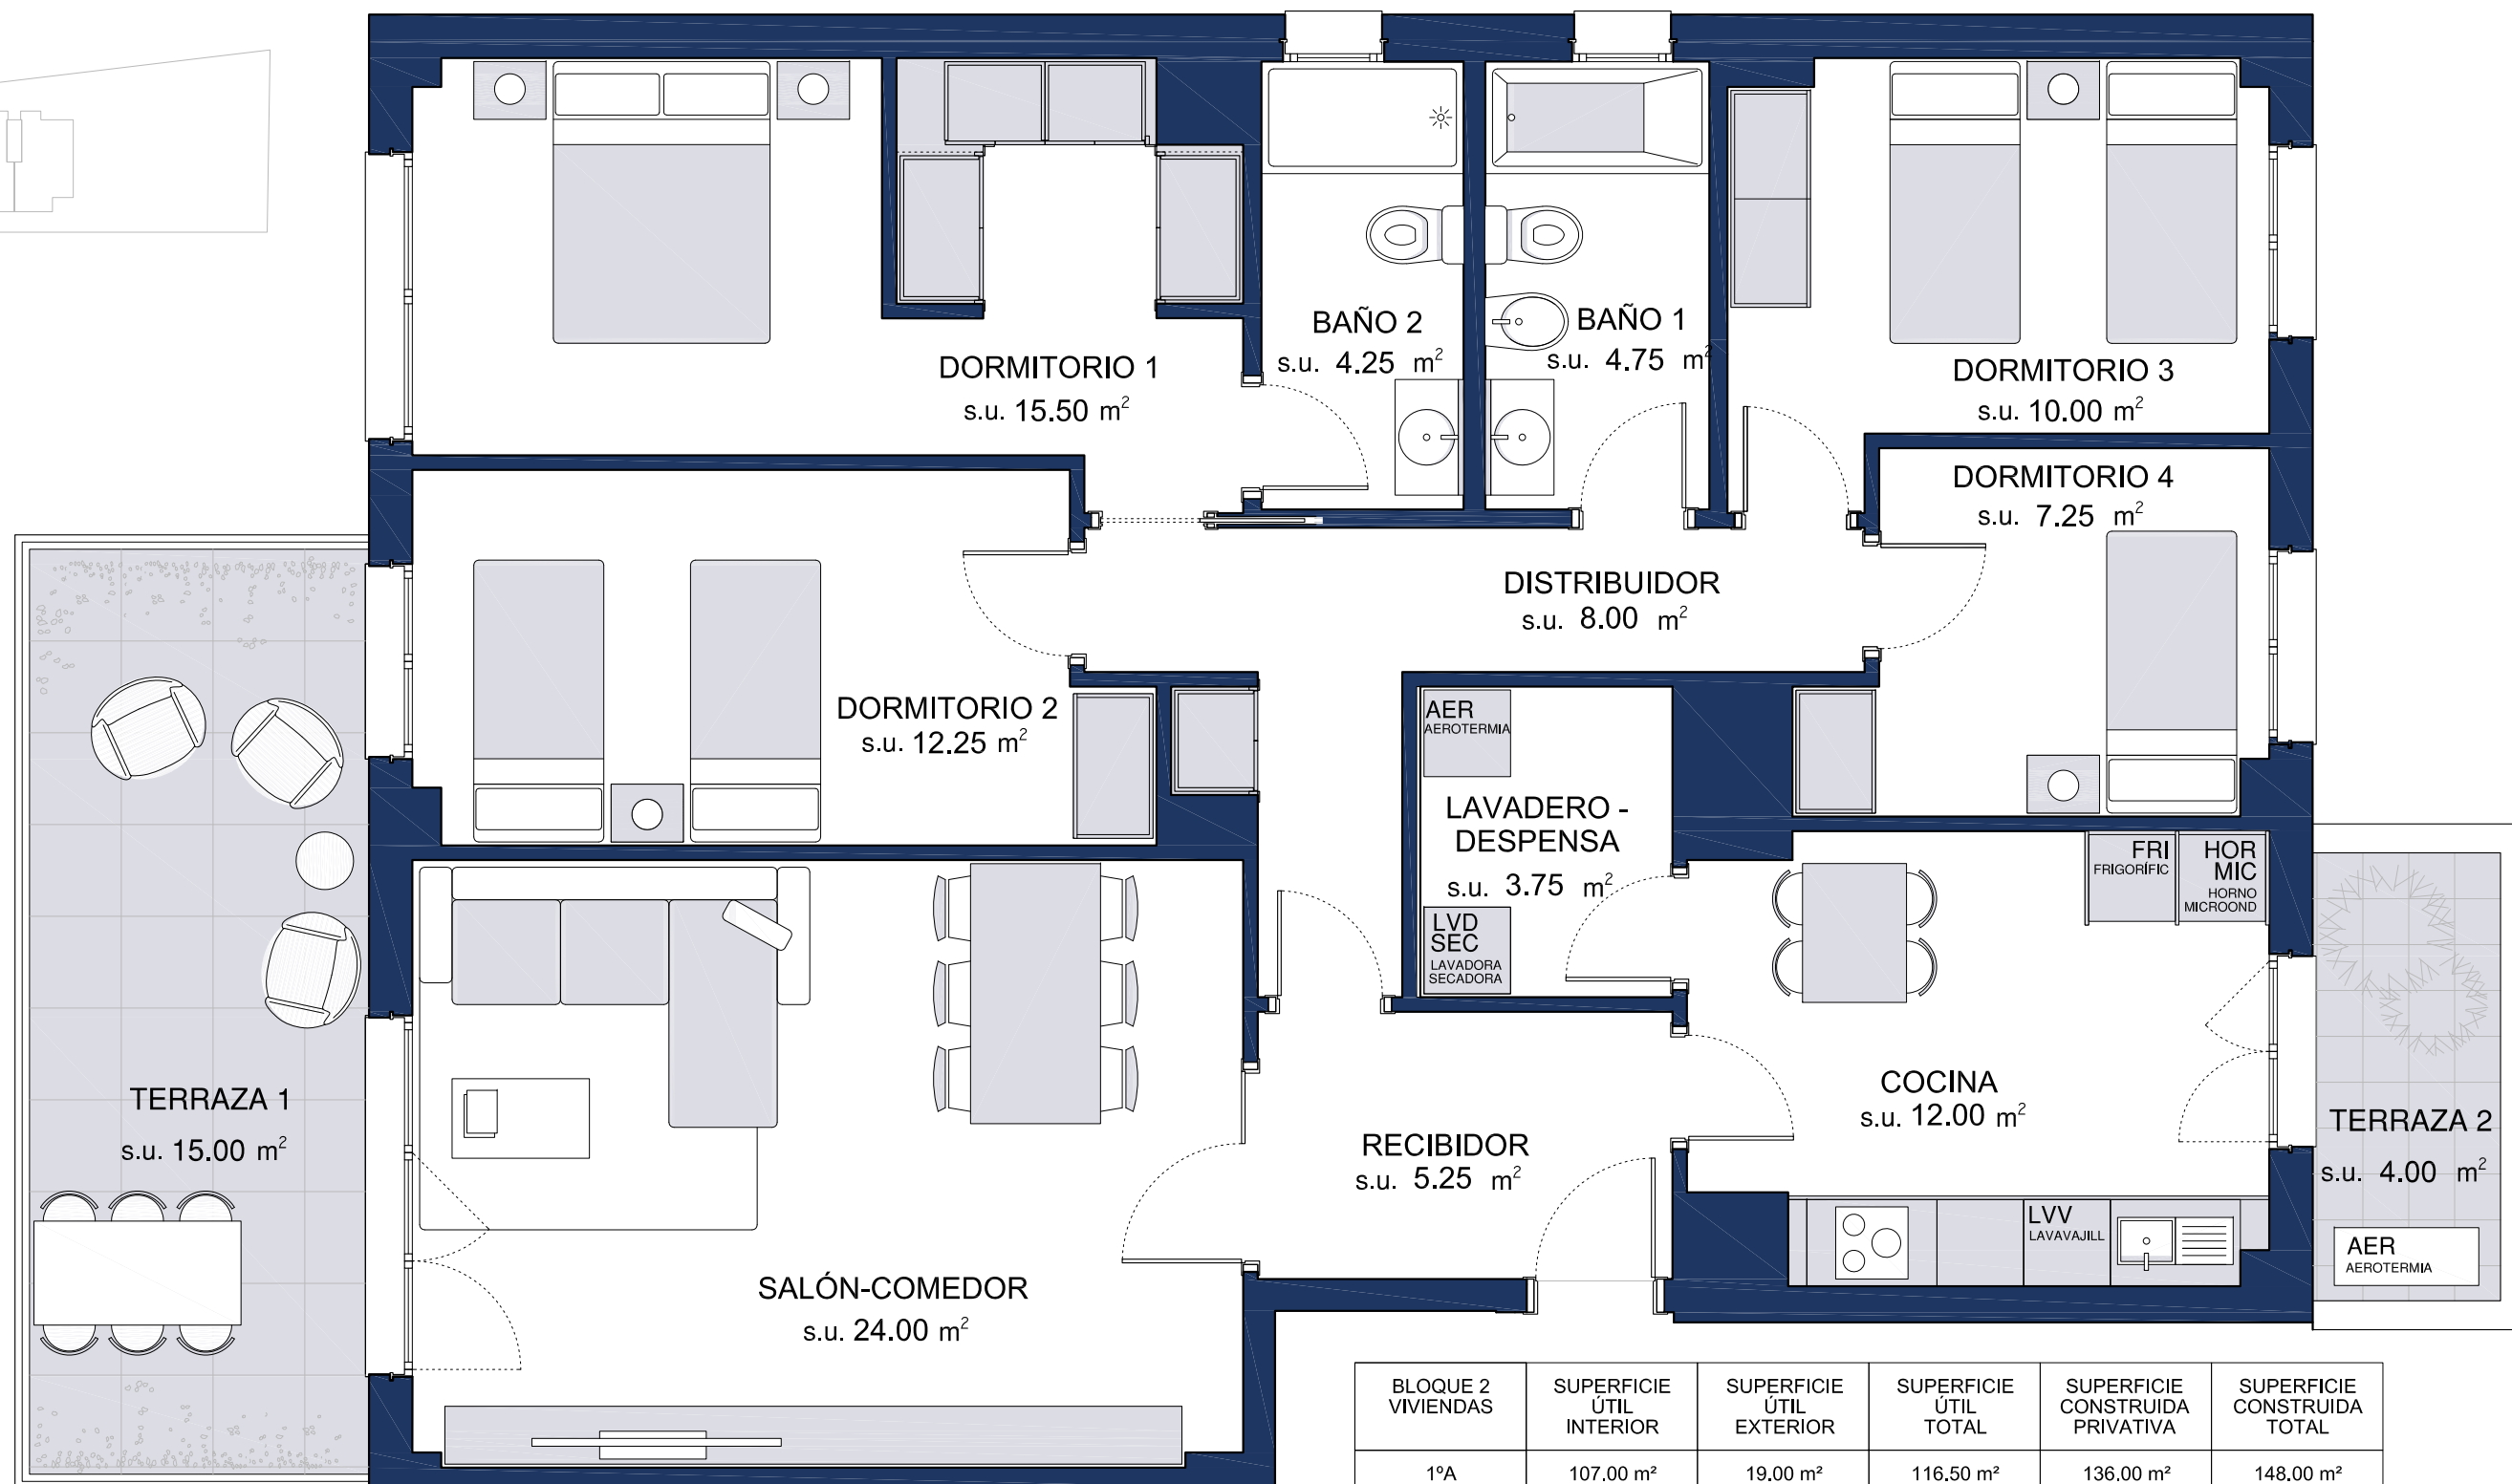 BAÑO 2
s.u. 4.25 m²
BAÑO 1
s.u. 4.75 m²
DORMITORIO 1
s.u. 15.50 m²
DORMITORIO 3
s.u. 10.00 m²
DORMITORIO 4
s.u. 7.25 m²
DISTRIBUIDOR
s.u. 8.00 m²
DORMITORIO 2
s.u. 12.25 m²
AER
AEROTERMIA
LAVADERO -
DESPENSA
s.u. 3.75 m²
LVD
SEC
LAVADORA
SECADORA
FRI
FRIGORÍFIC
HOR
MIC
HORNO
MICROOND
TERRAZA 1
s.u. 15.00 m²
COCINA
s.u. 12.00 m²
RECIBIDOR
s.u. 5.25 m²
TERRAZA 2
s.u. 4.00 m²
LVV
LAVAVAJILL
AER
AEROTERMIA
SALÓN-COMEDOR
s.u. 24.00 m²
BLOQUE 2
VIVIENDAS
SUPERFICIE
ÚTIL
INTERIOR
SUPERFICIE
ÚTIL
EXTERIOR
SUPERFICIE
ÚTIL
TOTAL
SUPERFICIE
CONSTRUIDA
PRIVATIVA
SUPERFICIE
CONSTRUIDA
TOTAL
1ºA
107.00 m²
19.00 m²
116.50 m²
136.00 m²
148.00 m²